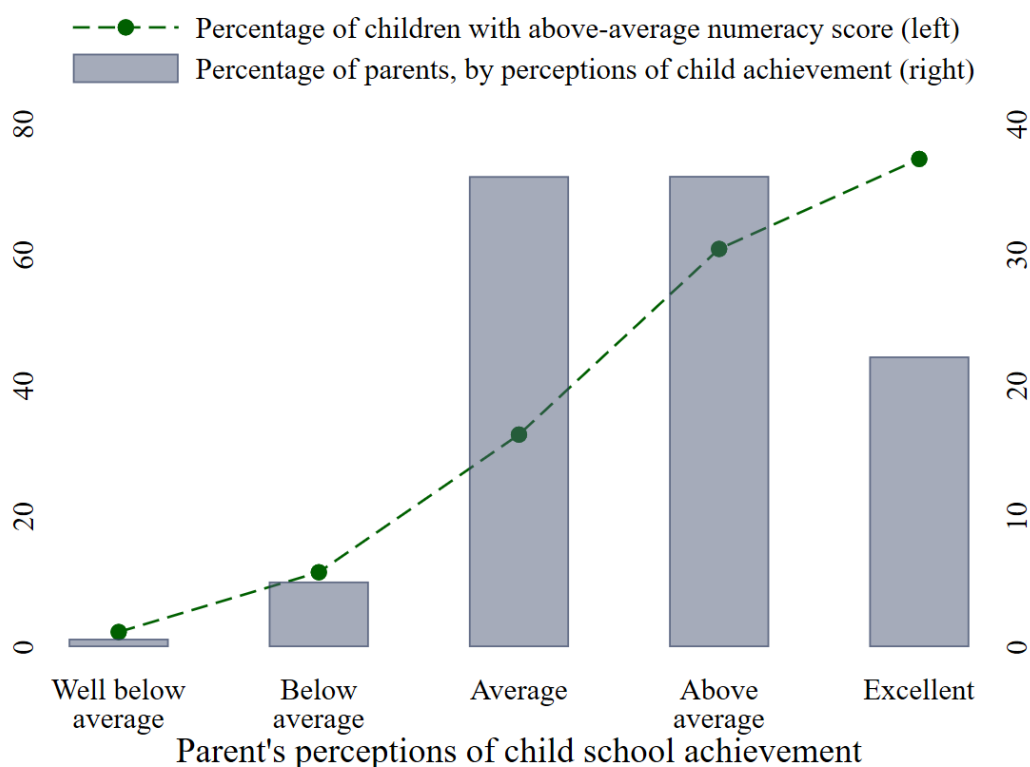 Percentage of children with above-average numeracy score (left)
Percentage of parents, by perceptions of child achievement (right)
80
60
40
20
0
40
30
20
10
0
Well below
average
Below
average
Average
Above
average
Excellent
Parent's perceptions of child school achievement